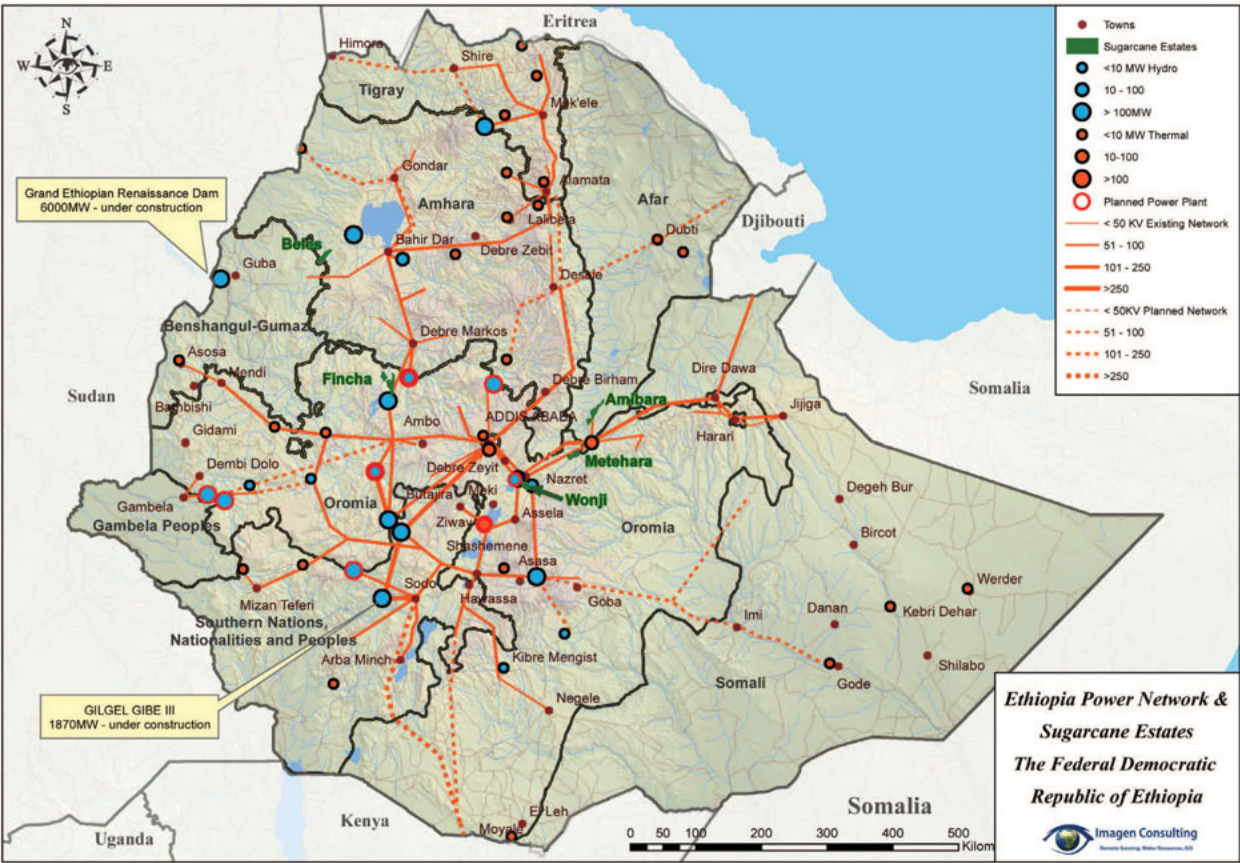 N
W
E
S
Eritrea
Himora
Shire
Tigray
Mek'ele
Gondar
Alamata
Amhara
Afar
Lalibela
Djibouti
Grand Ethiopian Renaissance Dam
6000MW - under construction
Beles
Bahir Dar
Debre Zebit
Dubti
Guba
Desele
Benshangul-Gumaz
Debre Markos
Asosa
Mendi
Fincha
Dire Dawa
Debre Birham
Somalia
Sudan
Bambishi
Amibara
ADDIS ABABA
Jijiga
Ambo
Gidami
Harari
Metehara
Dembi Dolo
Debre Zeyit
Nazret
Wonji
Butajira
Meki
Degeh Bur
Gambela
Oromia
Gambela Peoples
Ziway
Assela
Oromia
Bircot
Shashemene
Asasa
Werder
Mizan Teferi
Sodo
Hawassa
Goba
Imi
Danan
Kebri Dehar
Southern Nations,
Nationalities and Peoples
Arba Minch
Kibre Mengist
Shilabo
Gode
Somali
Negele
GILGEL GIBE III
1870MW - under construction
Somalia
Kenya
El Leh
Moyale
Uganda
0 50 100 200 300 400 500
Kilom
Towns
Sugarcane Estates
<10 MW Hydro
10 - 100
> 100MW
<10 MW Thermal
10-100
>100
Planned Power Plant
< 50 KV Existing Network
51 - 100
101 - 250
>250
< 50KV Planned Network
51 - 100
101 - 250
>250
Ethiopia Power Network &
Sugarcane Estates
The Federal Democratic
Republic of Ethiopia
Imagen Consulting
Remote Sensing, Water Resources, GIS